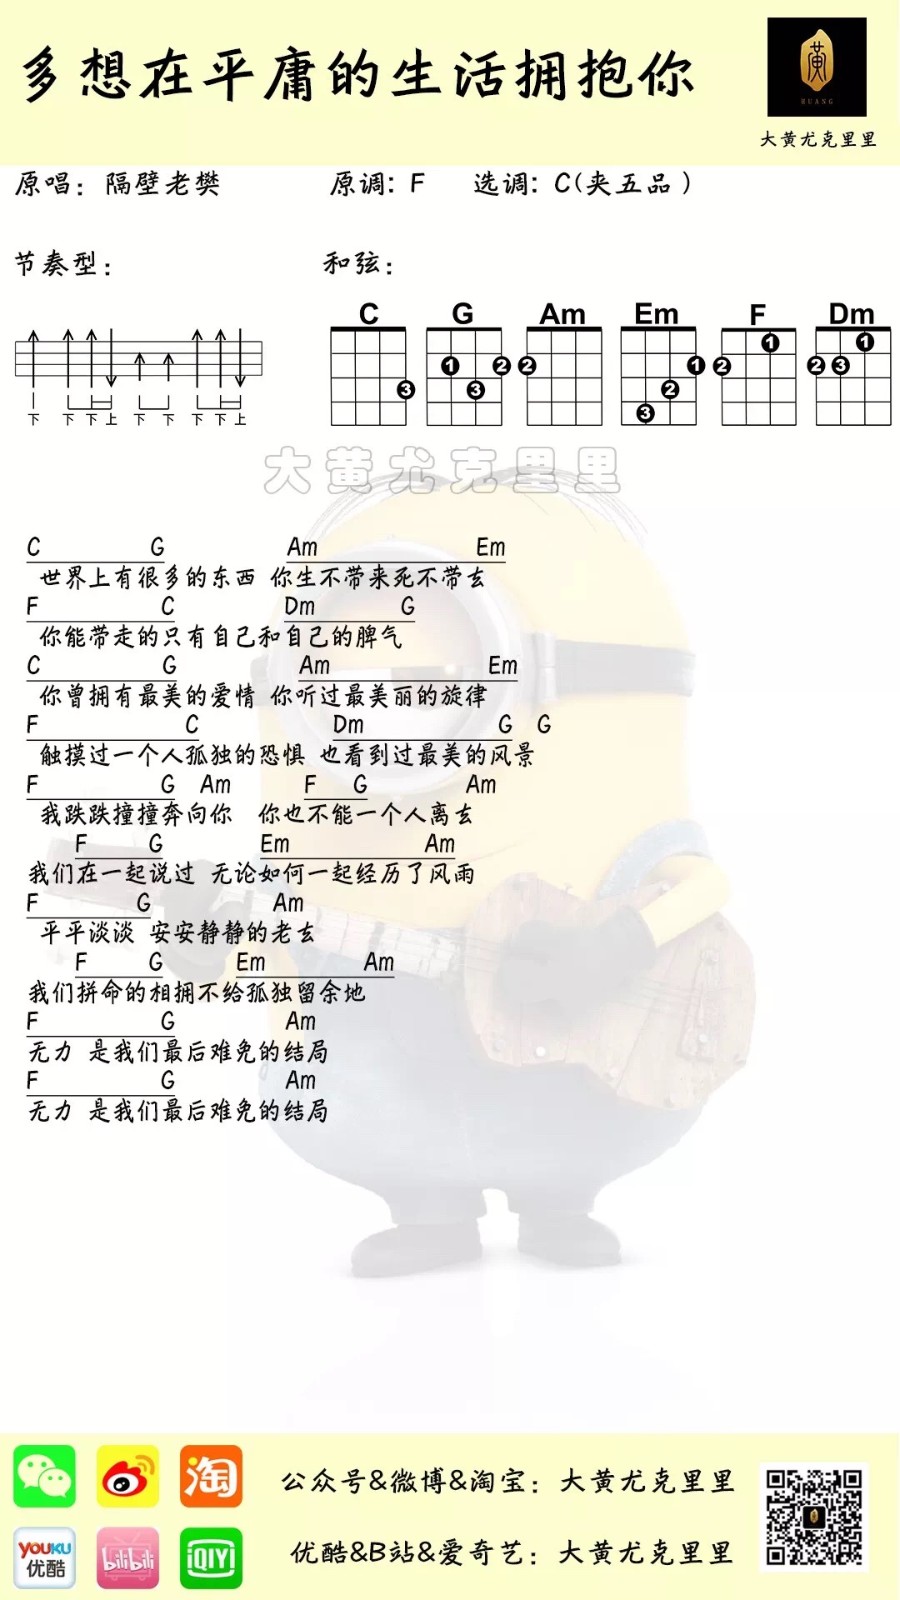 多想在平庸的生活拥抱你
黄
HUANG
大黄尤克里里
原唱：隔壁老樊 原调：F 选调：C(夹五品)
节奏型： 和弦：
C G Am Em F Dm
3 1 2 3 2 1 2 3 1 2 1 2 3
下 下 下 上 下 下 下 下 上
大黄尤克里里
C G Am Em
世界上有很多的东西 你生不带来死不带去
F C Dm G
你能带走的只有自己和自己的脾气
C G Am Em
你曾拥有最美的爱情 你听过最美丽的旋律
F C Dm G G
触摸过一个人孤独的恐惧 也看到过最美的风景
F G Am F G Am
我跌跌撞撞奔向你 你也不能一个人离去
F G Em Am
我们在一起说过 无论如何一起经历了风雨
F G Am
平平淡淡 安安静静的老去
F G Em Am
我们拼命的相拥不给孤独留余地
F G Am
无力 是我们最后难免的结局
F G Am
无力 是我们最后难免的结局
淘
公众号&微博&淘宝：大黄尤克里里
YOUKU
优酷
bilibili
iQIYI
优酷&B站&爱奇艺：大黄尤克里里